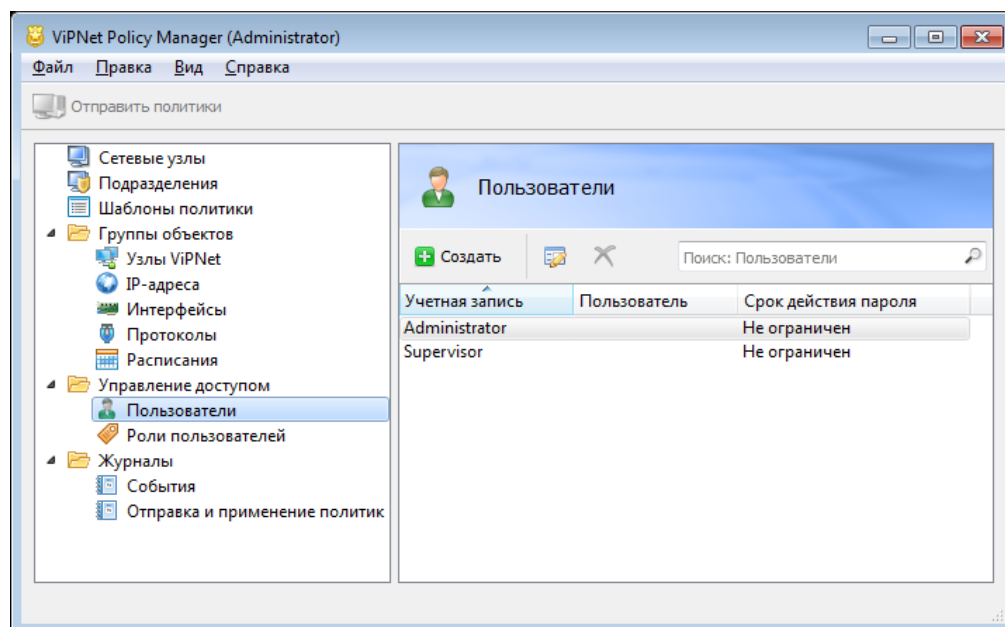 ViPNet Policy Manager (Administrator)
Файл Правка Вид Справка
Отправить политики
Сетевые узлы
Подразделения
Шаблоны политики
Группы объектов
Узлы ViPNet
IP-адреса
Интерфейсы
Протоколы
Расписания
Управление доступом
Пользователи
Роли пользователей
Журналы
События
Отправка и применение политик
Пользователи
Создать Поиск: Пользователи
Учетная запись Пользователь Срок действия пароля
Administrator Не ограничен
Supervisor Не ограничен